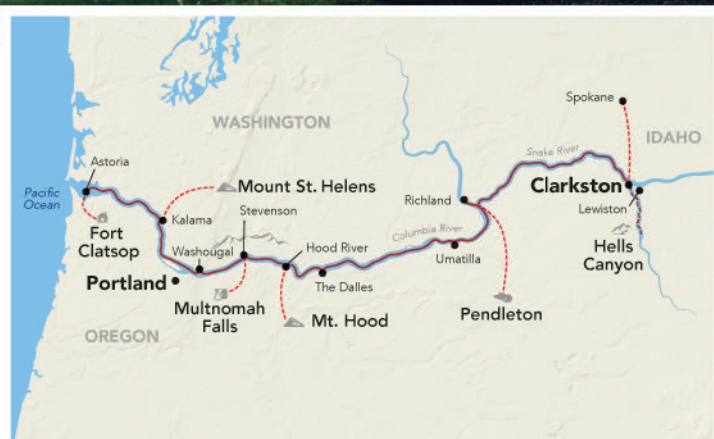 Spokane
WASHINGTON
IDAHO
Snake River
Astoria
Clarkston
Mount St. Helens
Pacific
Ocean
Richland
Lewiston
Stevenson
Kalama
Fort
Clatsop
Columbia River
Hells
Canyon
Washougal
Hood River
Umatilla
Portland
The Dalles
Multnomah
Falls
Mt. Hood
Pendleton
OREGON